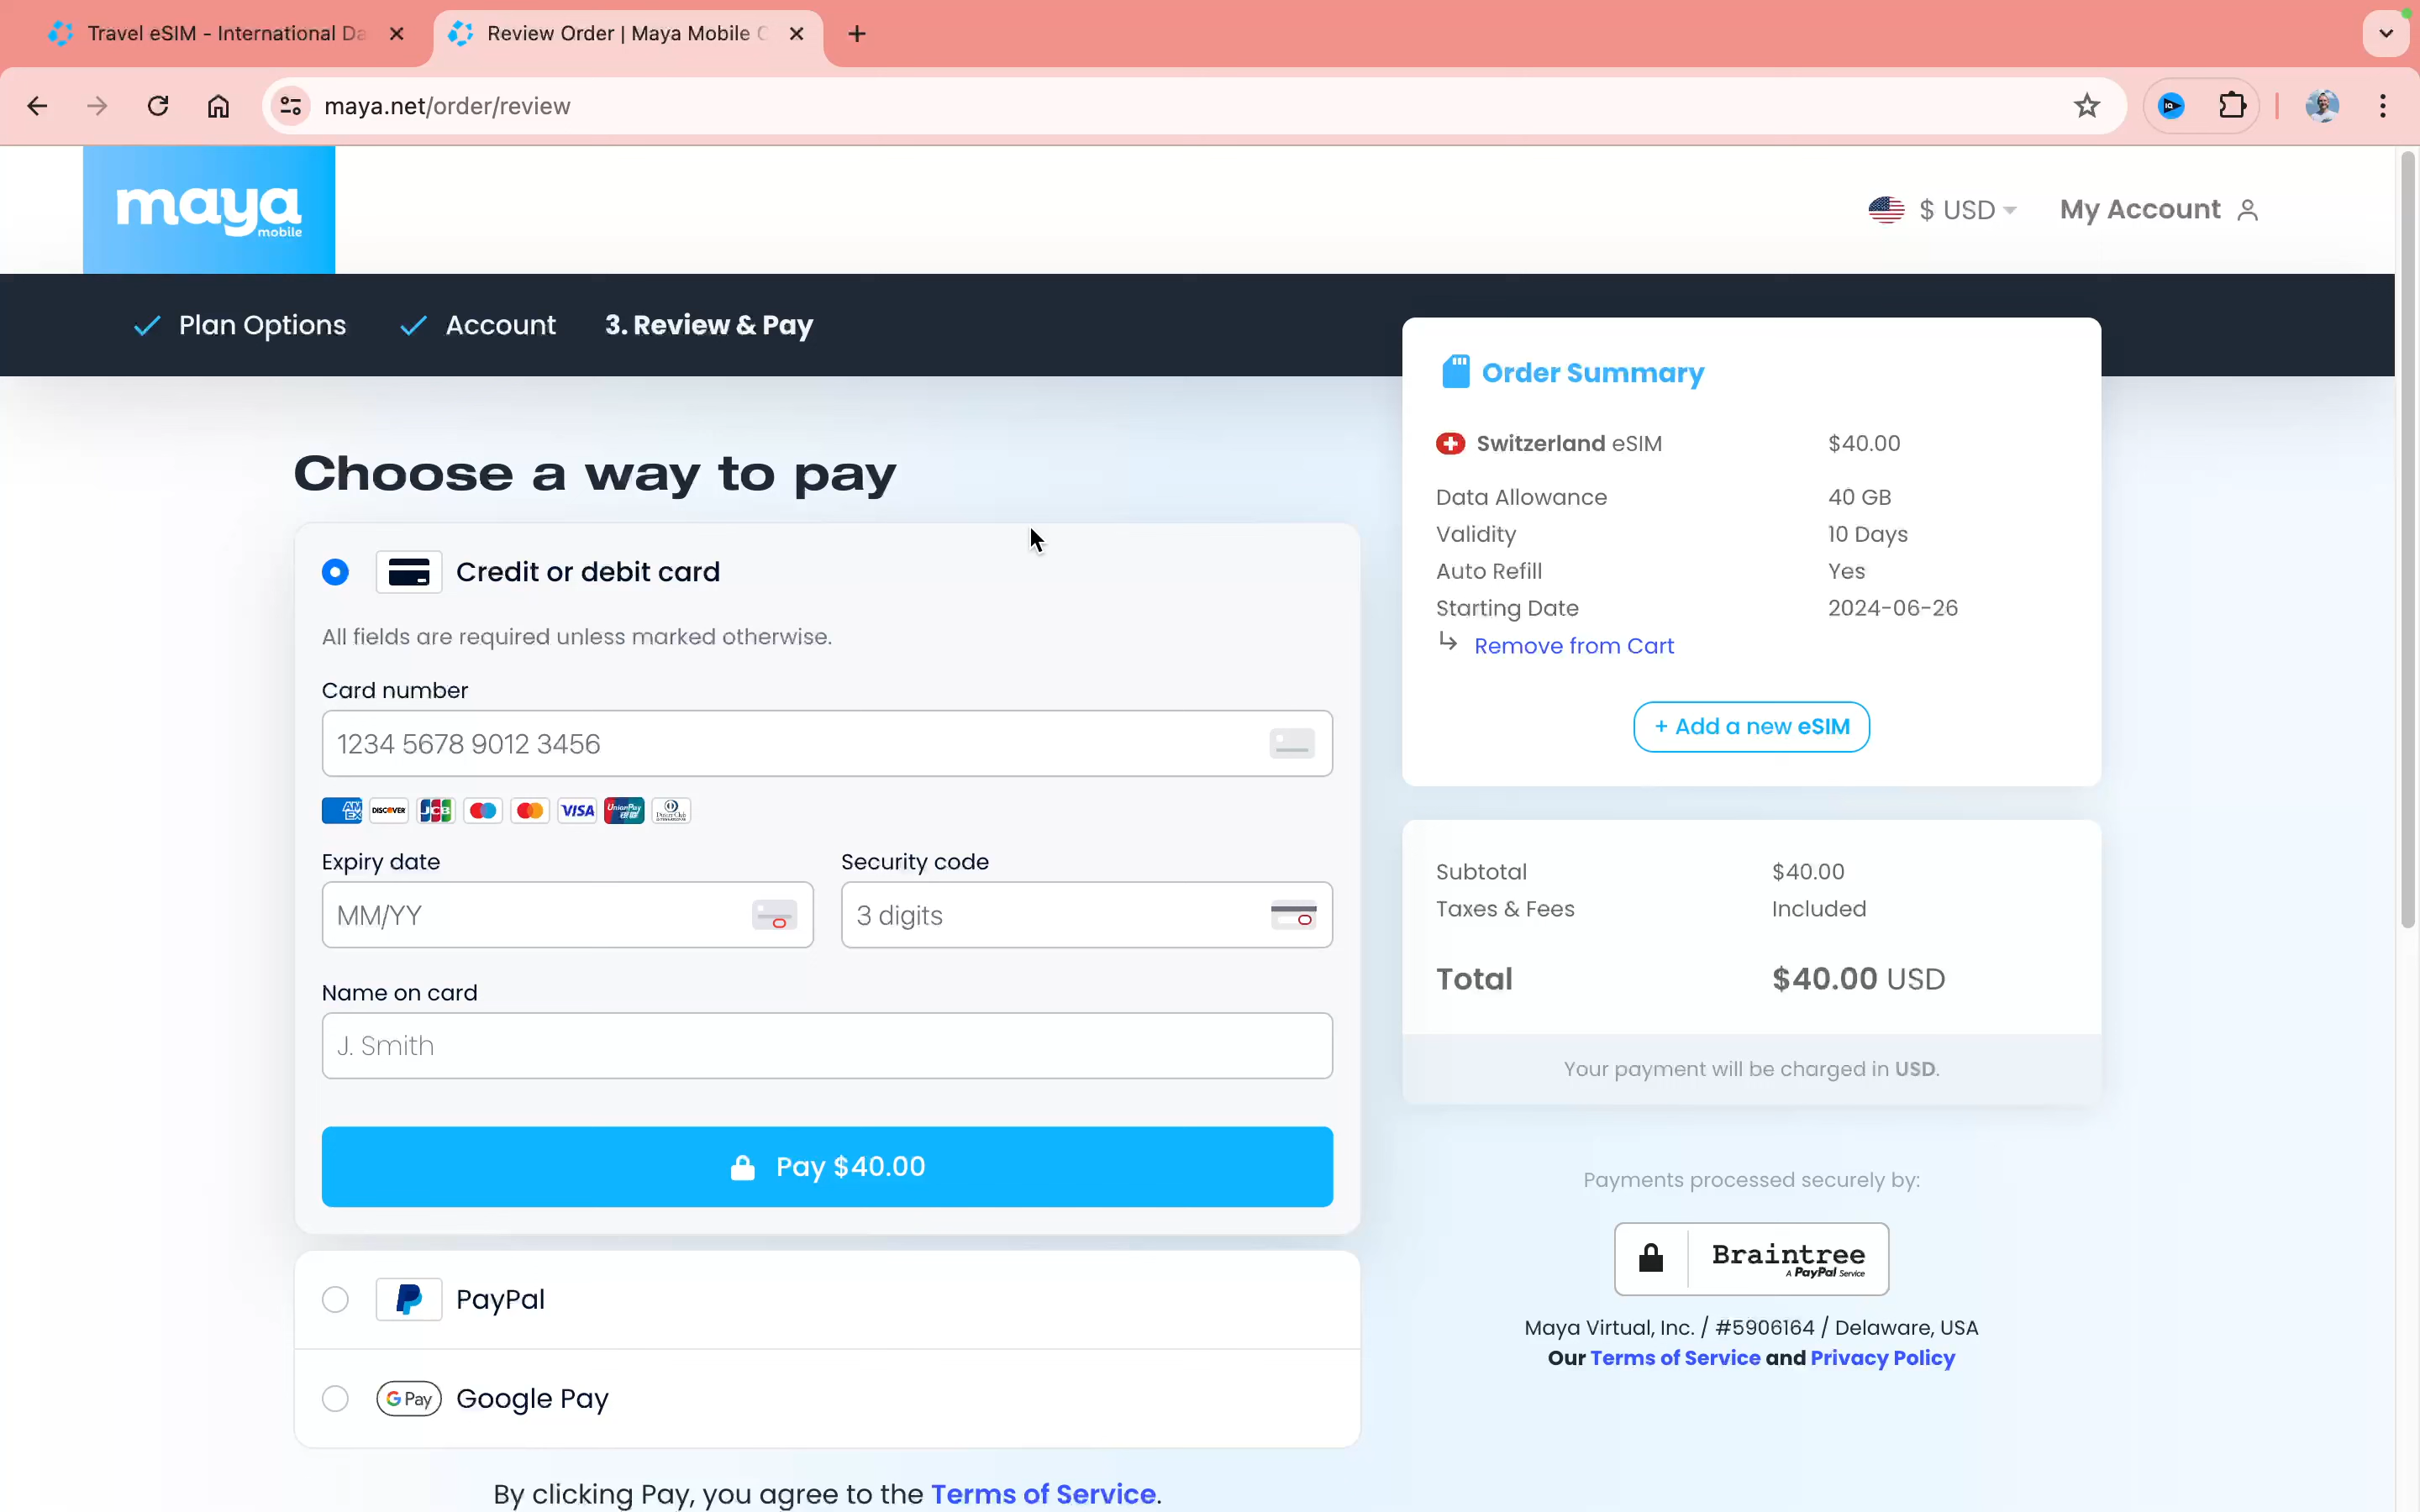 Travel eSIM - International Da
Review Order | Maya Mobile
maya.net/order/review
maya
mobile
$ USD
My Account
Plan Options
Account
3. Review & Pay
Choose a way to pay
Credit or debit card
All fields are required unless marked otherwise.
Card number
1234 5678 9012 3456
AM
EX
DISCOVER
JCB
VISA
UnionPay
Expiry date
Security code
MM/YY
3 digits
Name on card
J. Smith
Pay $40.00
PayPal
G Pay
Google Pay
By clicking Pay, you agree to the Terms of Service.
Order Summary
Switzerland eSIM $40.00
Data Allowance 40 GB
Validity 10 Days
Auto Refill Yes
Starting Date 2024-06-26
Remove from Cart
+ Add a new eSIM
Subtotal $40.00
Taxes & Fees Included
Total $40.00 USD
Your payment will be charged in USD.
Payments processed securely by:
Braintree
A PayPal Service
Maya Virtual, Inc. / #5906164 / Delaware, USA
Our Terms of Service and Privacy Policy